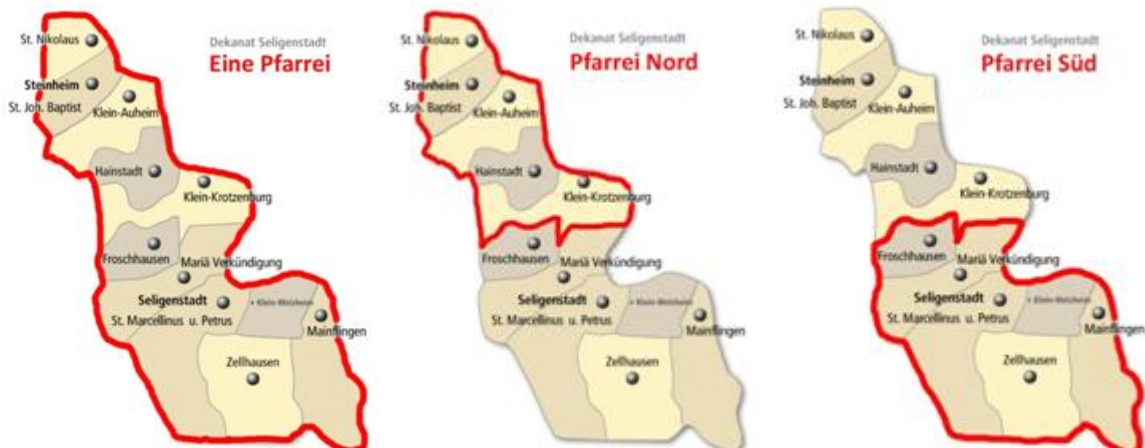 Dekanat Seligenstadt
Eine Pfarrei
St. Nikolaus
Steinheim
St. Joh. Baptist
Klein-Auheim
Hainstadt
Klein-Krotzenburg
Froschhausen
Mariä Verkündigung
Seligenstadt
+ Klein-Welzheim
St. Marcellinus u. Petrus
Mainflingen
Zellhausen
Dekanat Seligenstadt
Pfarrei Nord
St. Nikolaus
Steinheim
St. Joh. Baptist
Klein-Auheim
Hainstadt
Klein-Krotzenburg
Froschhausen
Mariä Verkündigung
Seligenstadt
+ Klein-Welzheim
St. Marcellinus u. Petrus
Mainflingen
Zellhausen
Dekanat Seligenstadt
Pfarrei Süd
St. Nikolaus
Steinheim
St. Joh. Baptist
Klein-Auheim
Hainstadt
Klein-Krotzenburg
Froschhausen
Mariä Verkündigung
Seligenstadt
+ Klein-Welzheim
St. Marcellinus u. Petrus
Mainflingen
Zellhausen